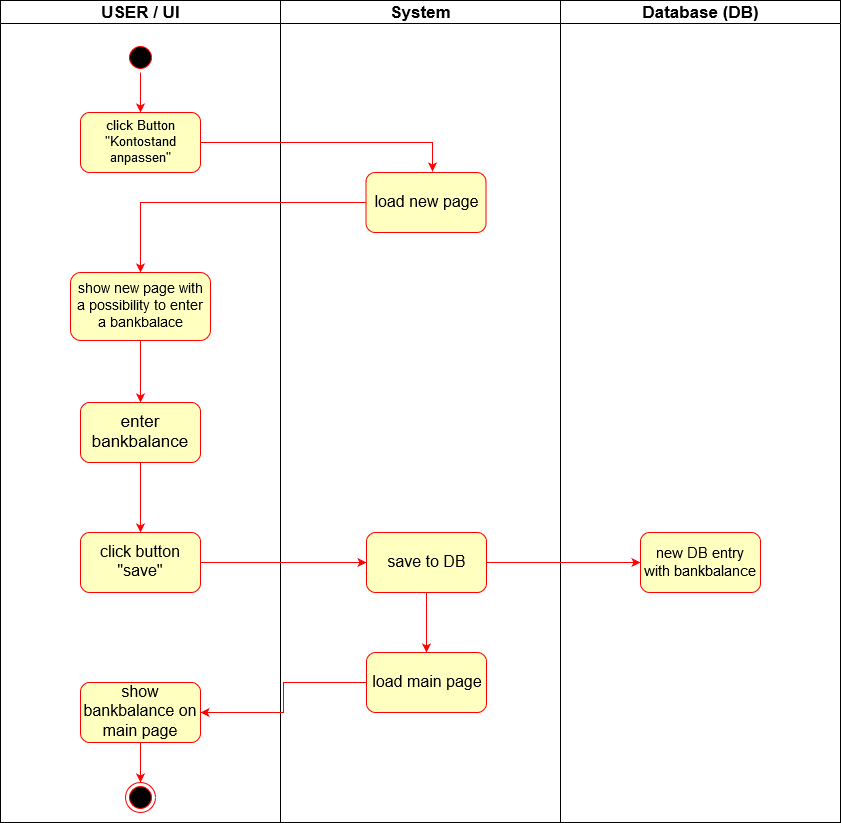 USER / UI
System
Database (DB)
click Button
"Kontostand
anpassen"
load new page
show new page with
a possibility to enter
a bankbalace
enter
bankbalance
click button
"save"
save to DB
new DB entry
with bankbalance
load main page
show
bankbalance on
main page